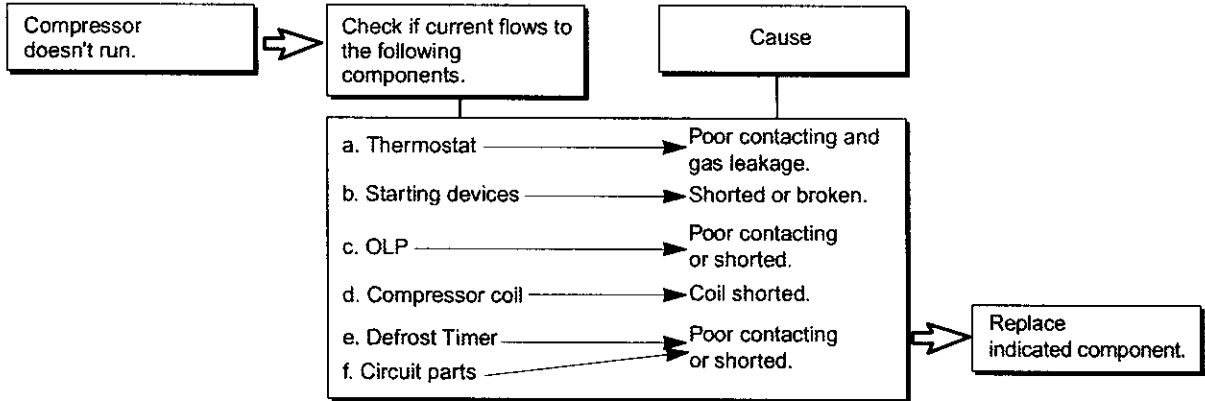 Compressor
doesn't run.
Check if current flows to
the following
components.
Cause
a. Thermostat
Poor contacting and
gas leakage.
b. Starting devices
Shorted or broken.
c. OLP
Poor contacting
or shorted.
d. Compressor coil
Coil shorted.
e. Defrost Timer
f. Circuit parts
Poor contacting
or shorted.
Replace
indicated component.